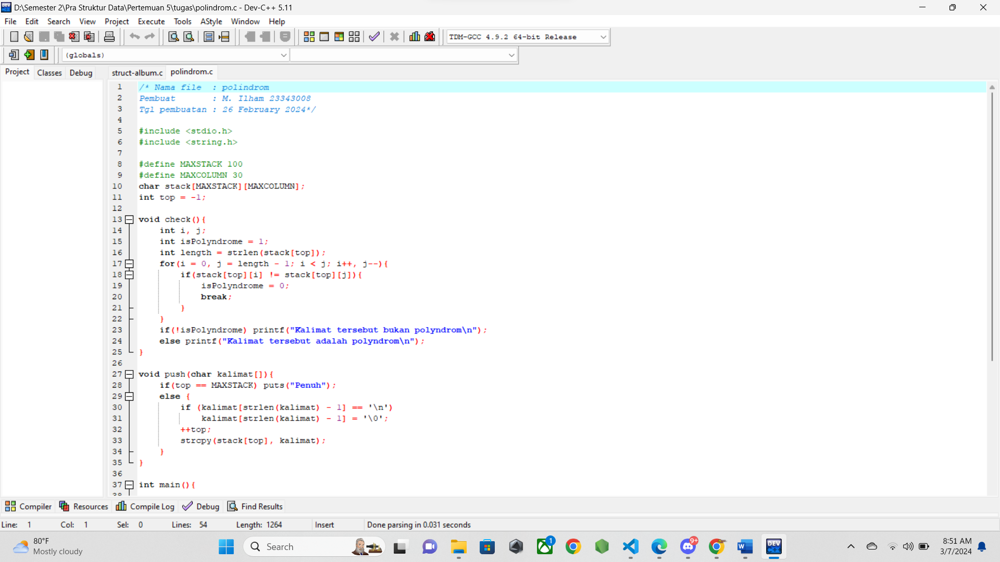 D:\Semester 2\Pra Struktur Data\Pertemuan 5\tugas\polindrom.c - Dev-C++ 5.11
File Edit Search View Project Execute Tools AStyle Window Help
TDM-GCC 4.9.2 64-bit Release
(globals)
Project Classes Debug struct-album.c polindrom.c
1 /* Nama file  : polindrom
2 Pembuat       : M. Ilham 23343008
3 Tgl pembuatan : 26 February 2024*/
4
5 #include <stdio.h>
6 #include <string.h>
7
8 #define MAXSTACK 100
9 #define MAXCOLUMN 30
10 char stack[MAXSTACK][MAXCOLUMN];
11 int top = -1;
12
13 void check(){
14     int i, j;
15     int isPolyndrome = 1;
16     int length = strlen(stack[top]);
17     for(i = 0, j = length - 1; i < j; i++, j--){
18         if(stack[top][i] != stack[top][j]){
19             isPolyndrome = 0;
20             break;
21         }
22     }
23     if(!isPolyndrome) printf("Kalimat tersebut bukan polyndrom\n");
24     else printf("Kalimat tersebut adalah polyndrom\n");
25 }
26
27 void push(char kalimat[]){
28     if(top == MAXSTACK) puts("Penuh");
29     else {
30         if (kalimat[strlen(kalimat) - 1] == '\n')
31             kalimat[strlen(kalimat) - 1] = '\0';
32         ++top;
33         strcpy(stack[top], kalimat);
34     }
35 }
36
37 int main(){
Compiler Resources Compile Log Debug Find Results
Line: 1 Col: 1 Sel: 0 Lines: 54 Length: 1264 Insert Done parsing in 0.031 seconds
80°F
Mostly cloudy
Search
1
9+
W
DEV
C++
8:51 AM
3/7/2024